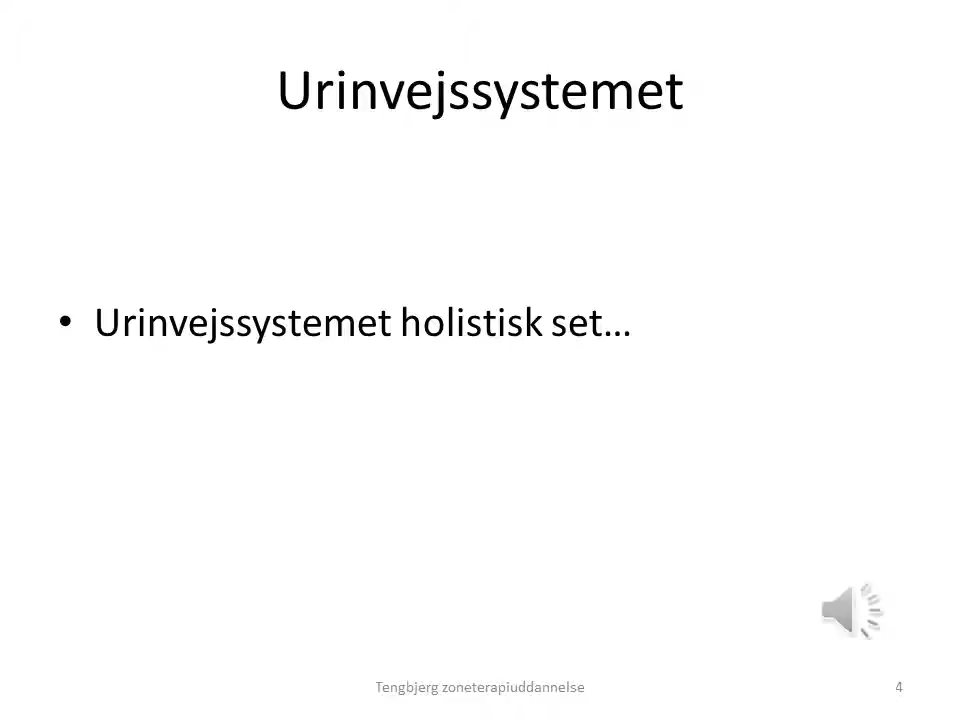 Urinvejssystemet
• Urinvejssystemet holistisk set…
Tengbjerg zoneterapiuddannelse
4